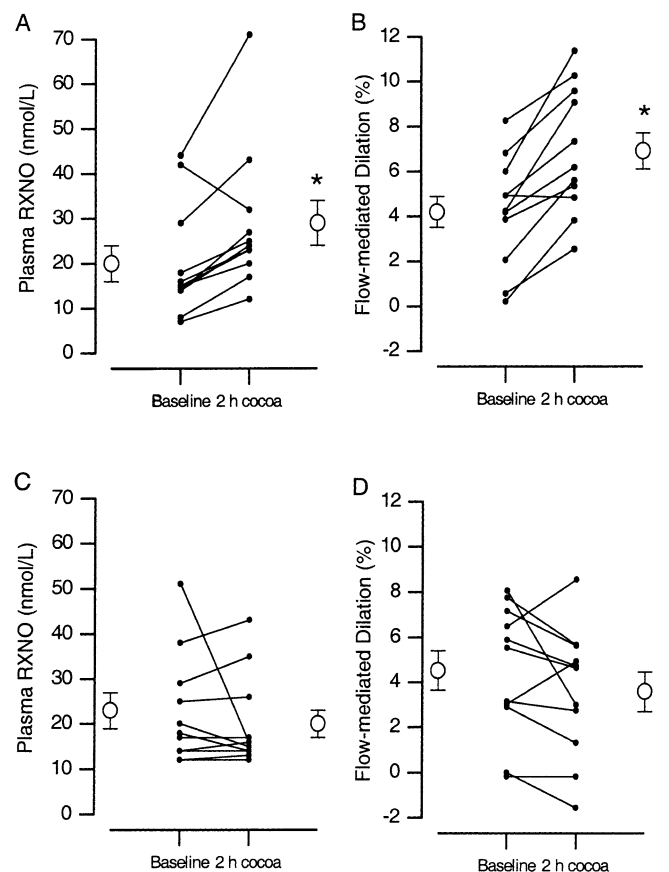 A
Plasma RXNO (nmol/L)
70
60
50
40
30
20
10
0
*
Baseline 2 h cocoa
B
Flow-mediated Dilation (%)
12
10
8
6
4
2
0
-2
*
Baseline 2 h cocoa
C
Plasma RXNO (nmol/L)
70
60
50
40
30
20
10
0
Baseline 2 h cocoa
D
Flow-mediated Dilation (%)
12
10
8
6
4
2
0
-2
Baseline 2 h cocoa